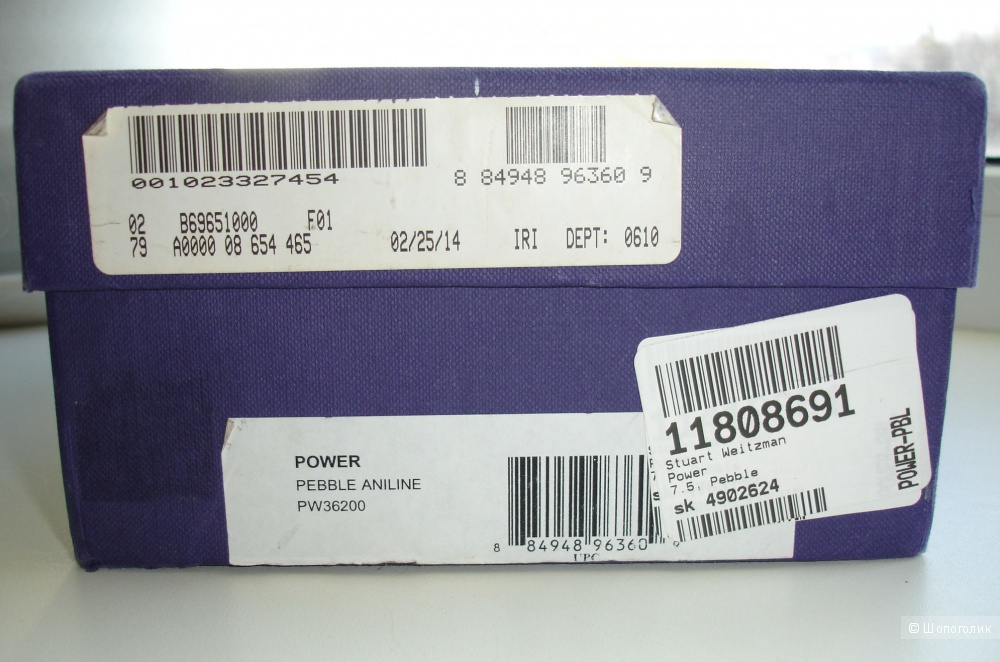 001023327454
8 84948 96360 9
02 B69651000 F01
79 A0000 08 654 465 02/25/14 IRI DEPT: 0610
POWER
PEBBLE ANILINE
PW36200
8 84948 96360 9
UPC
11808691
Stuart Weitzman
Power
7.5, Pebble
sk 4902624
POWER-PBL
© Шопоголик